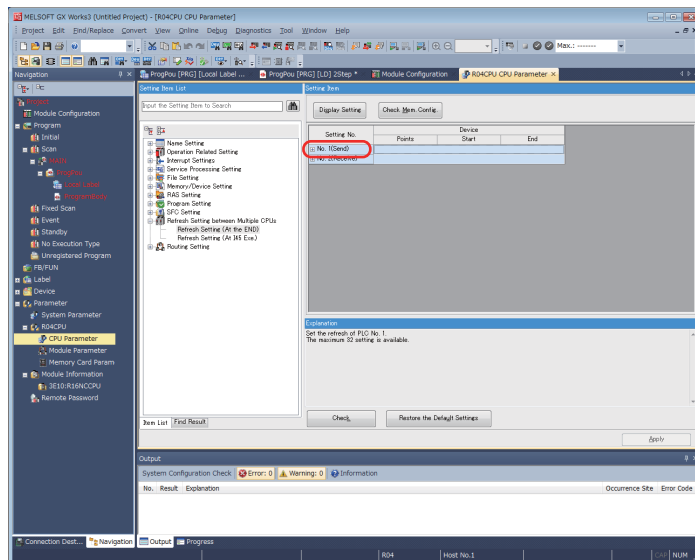 MELSOFT GX Works3 (Untitled Project) - [R04CPU CPU Parameter]
Project Edit Find/Replace Convert View Online Debug Diagnostics Tool Window Help
Max.: -------
Navigation
ProgPou [PRG] [Local Label ...
ProgPou [PRG] [LD] 2Step *
Module Configuration
R04CPU CPU Parameter
Project
Module Configuration
Program
Initial
Scan
MAIN
ProgPou
Local Label
ProgramBody
Fixed Scan
Event
Standby
No Execution Type
Unregistered Program
FB/FUN
Label
Device
Parameter
System Parameter
R04CPU
CPU Parameter
Module Parameter
Memory Card Param
Module Information
3E10:R16NCCPU
Remote Password
Connection Dest...
Navigation
Setting Item List
Input the Setting Item to Search
Name Setting
Operation Related Setting
Interrupt Settings
Service Processing Setting
File Setting
Memory/Device Setting
RAS Setting
Program Setting
SFC Setting
Refresh Setting between Multiple CPUs
Refresh Setting (At the END)
Refresh Setting (At I45 Exe.)
Routing Setting
Item List Find Result
Setting Item
Display Setting Check Mem.Config.
Setting No. Device
Points Start End
No. 1(Send)
No. 2(Receive)
Explanation
Set the refresh of PLC No. 1.
The maximum 32 setting is available.
Check Restore the Default Settings
Apply
Output
System Configuration Check Error: 0 Warning: 0 Information
No. Result Explanation Occurrence Site Error Code
Output Progress
R04 Host No.1 CAP NUM